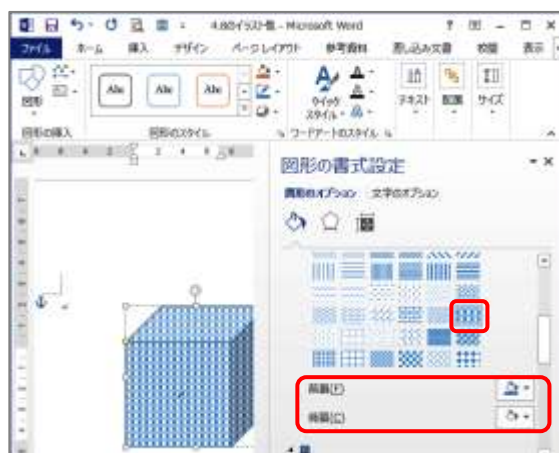 4.8のイラスト集 - Microsoft Word
ファイル ホーム 挿入 デザイン ページレイアウト 参考資料 差し込み文書 校閲 表示
Abc Abc Abc
図形 クイックスタイル テキスト 配置 サイズ
図形の挿入 図形のスタイル ワードアートのスタイル
図形の書式設定
図形のオプション 文字のオプション
前景(F)
背景(C)